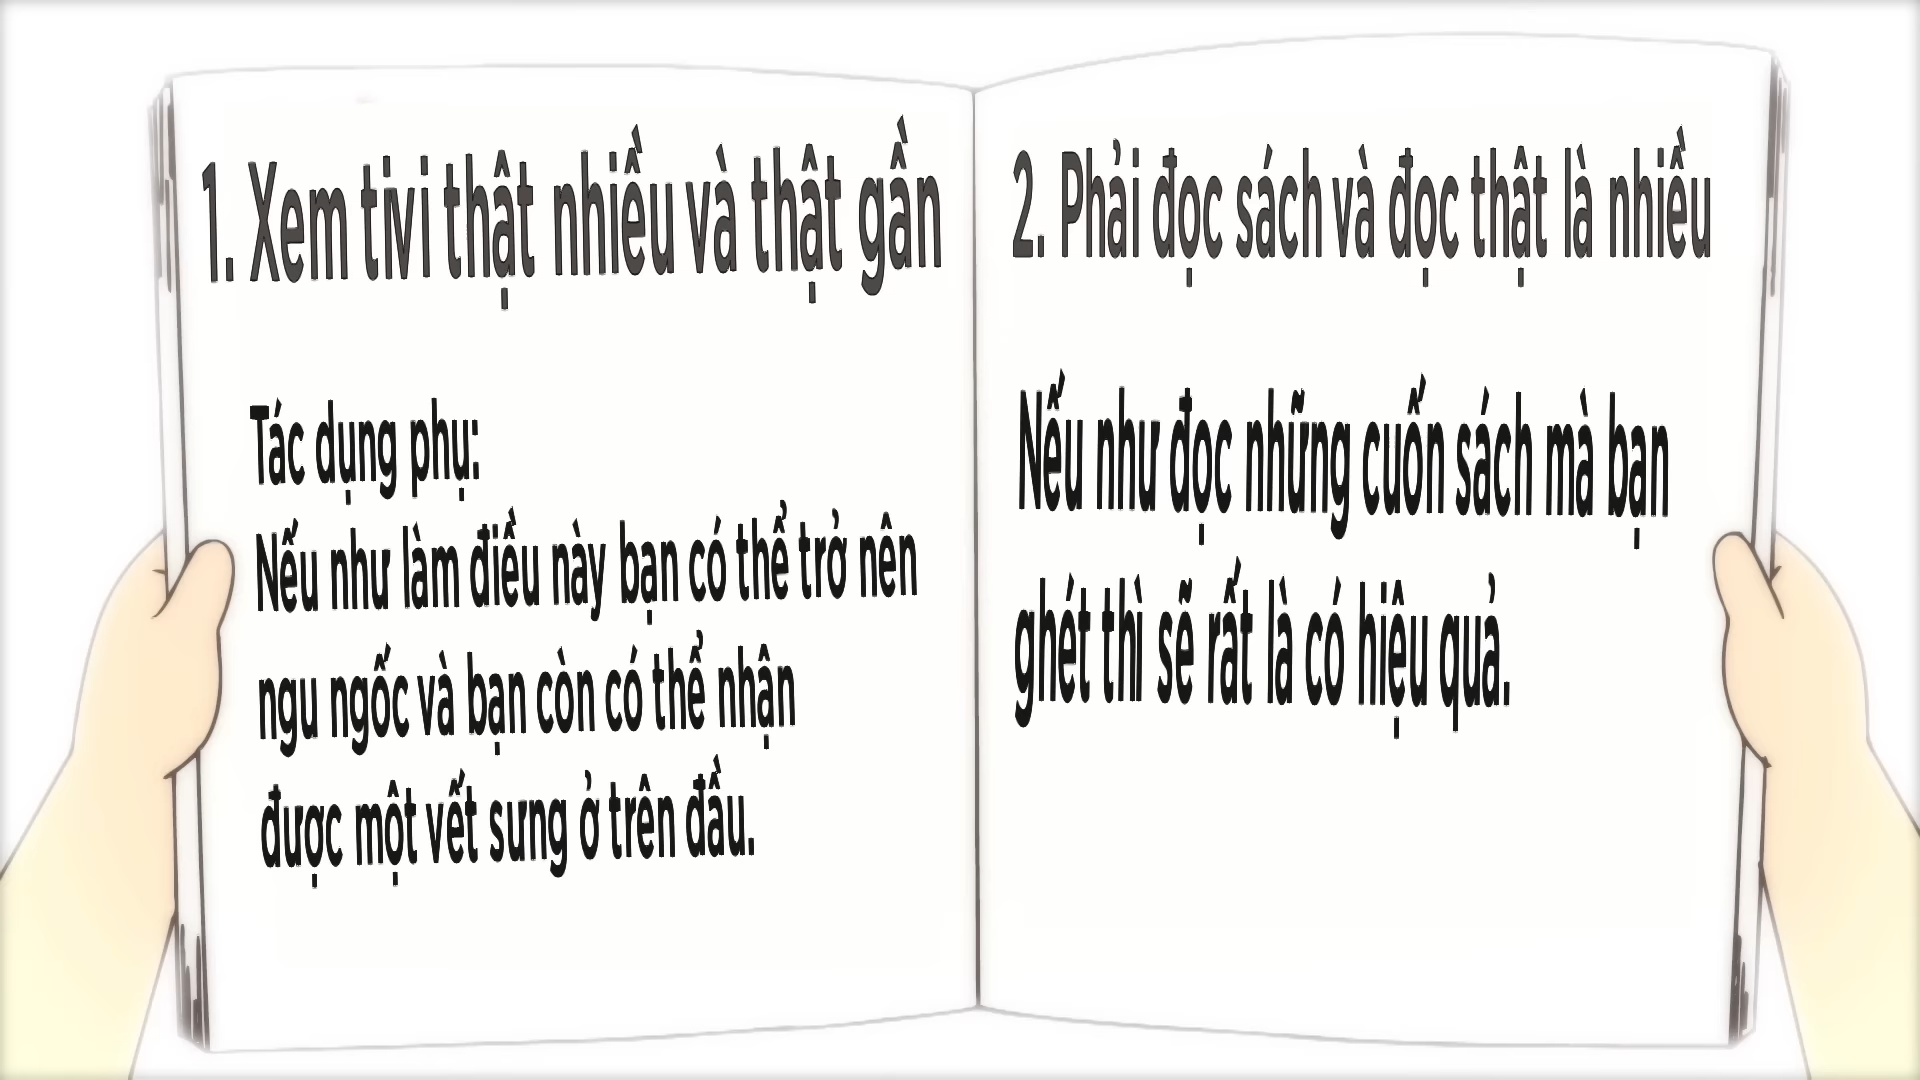 1. Xem tivi thật nhiều và thật gần
Tác dụng phụ:
Nếu như làm điều này bạn có thể trở nên
ngu ngốc và bạn còn có thể nhận
được một vết sưng ở trên đầu.
2. Phải đọc sách và đọc thật là nhiều
Nếu như đọc những cuốn sách mà bạn
ghét thì sẽ rất là có hiệu quả.